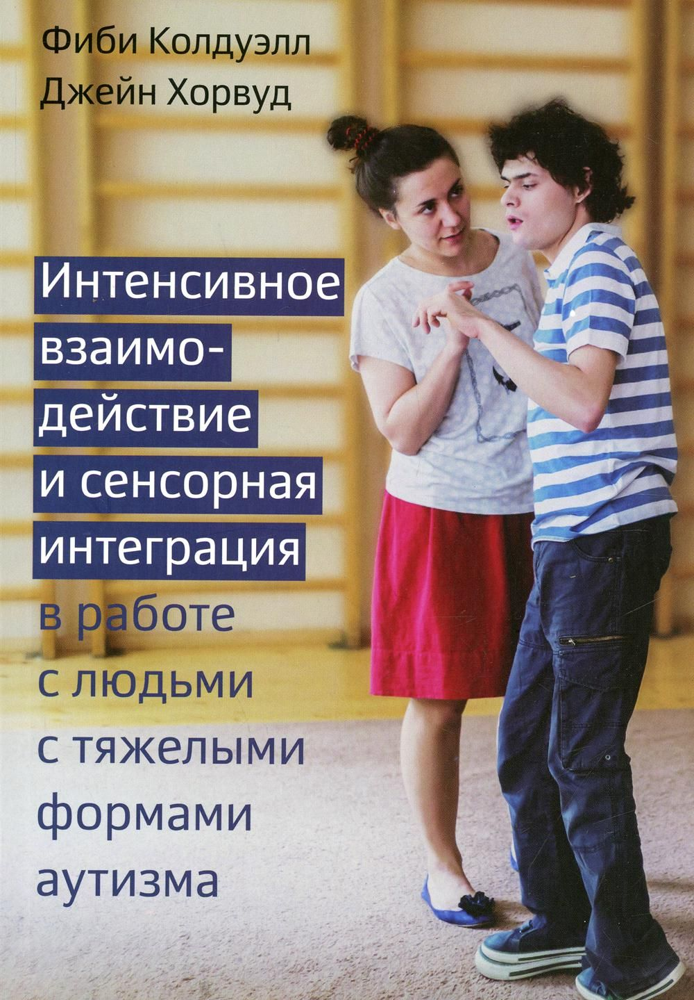 Фиби Колдуэлл
Джейн Хорвуд
Интенсивное
взаимо-
действие
и сенсорная
интеграция
в работе
с людьми
с тяжелыми
формами
аутизма